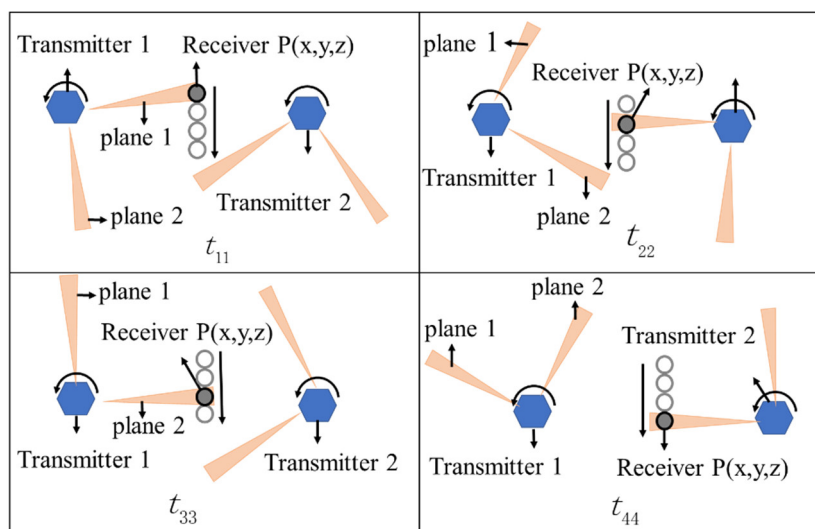 Transmitter 1
Receiver P(x,y,z)
plane 1
plane 2
Transmitter 2
t11
plane 1
Receiver P(x,y,z)
Transmitter 1
plane 2
t22
plane 1
Receiver P(x,y,z)
plane 2
Transmitter 1
Transmitter 2
t33
plane 2
plane 1
Transmitter 2
Transmitter 1
Receiver P(x,y,z)
t44